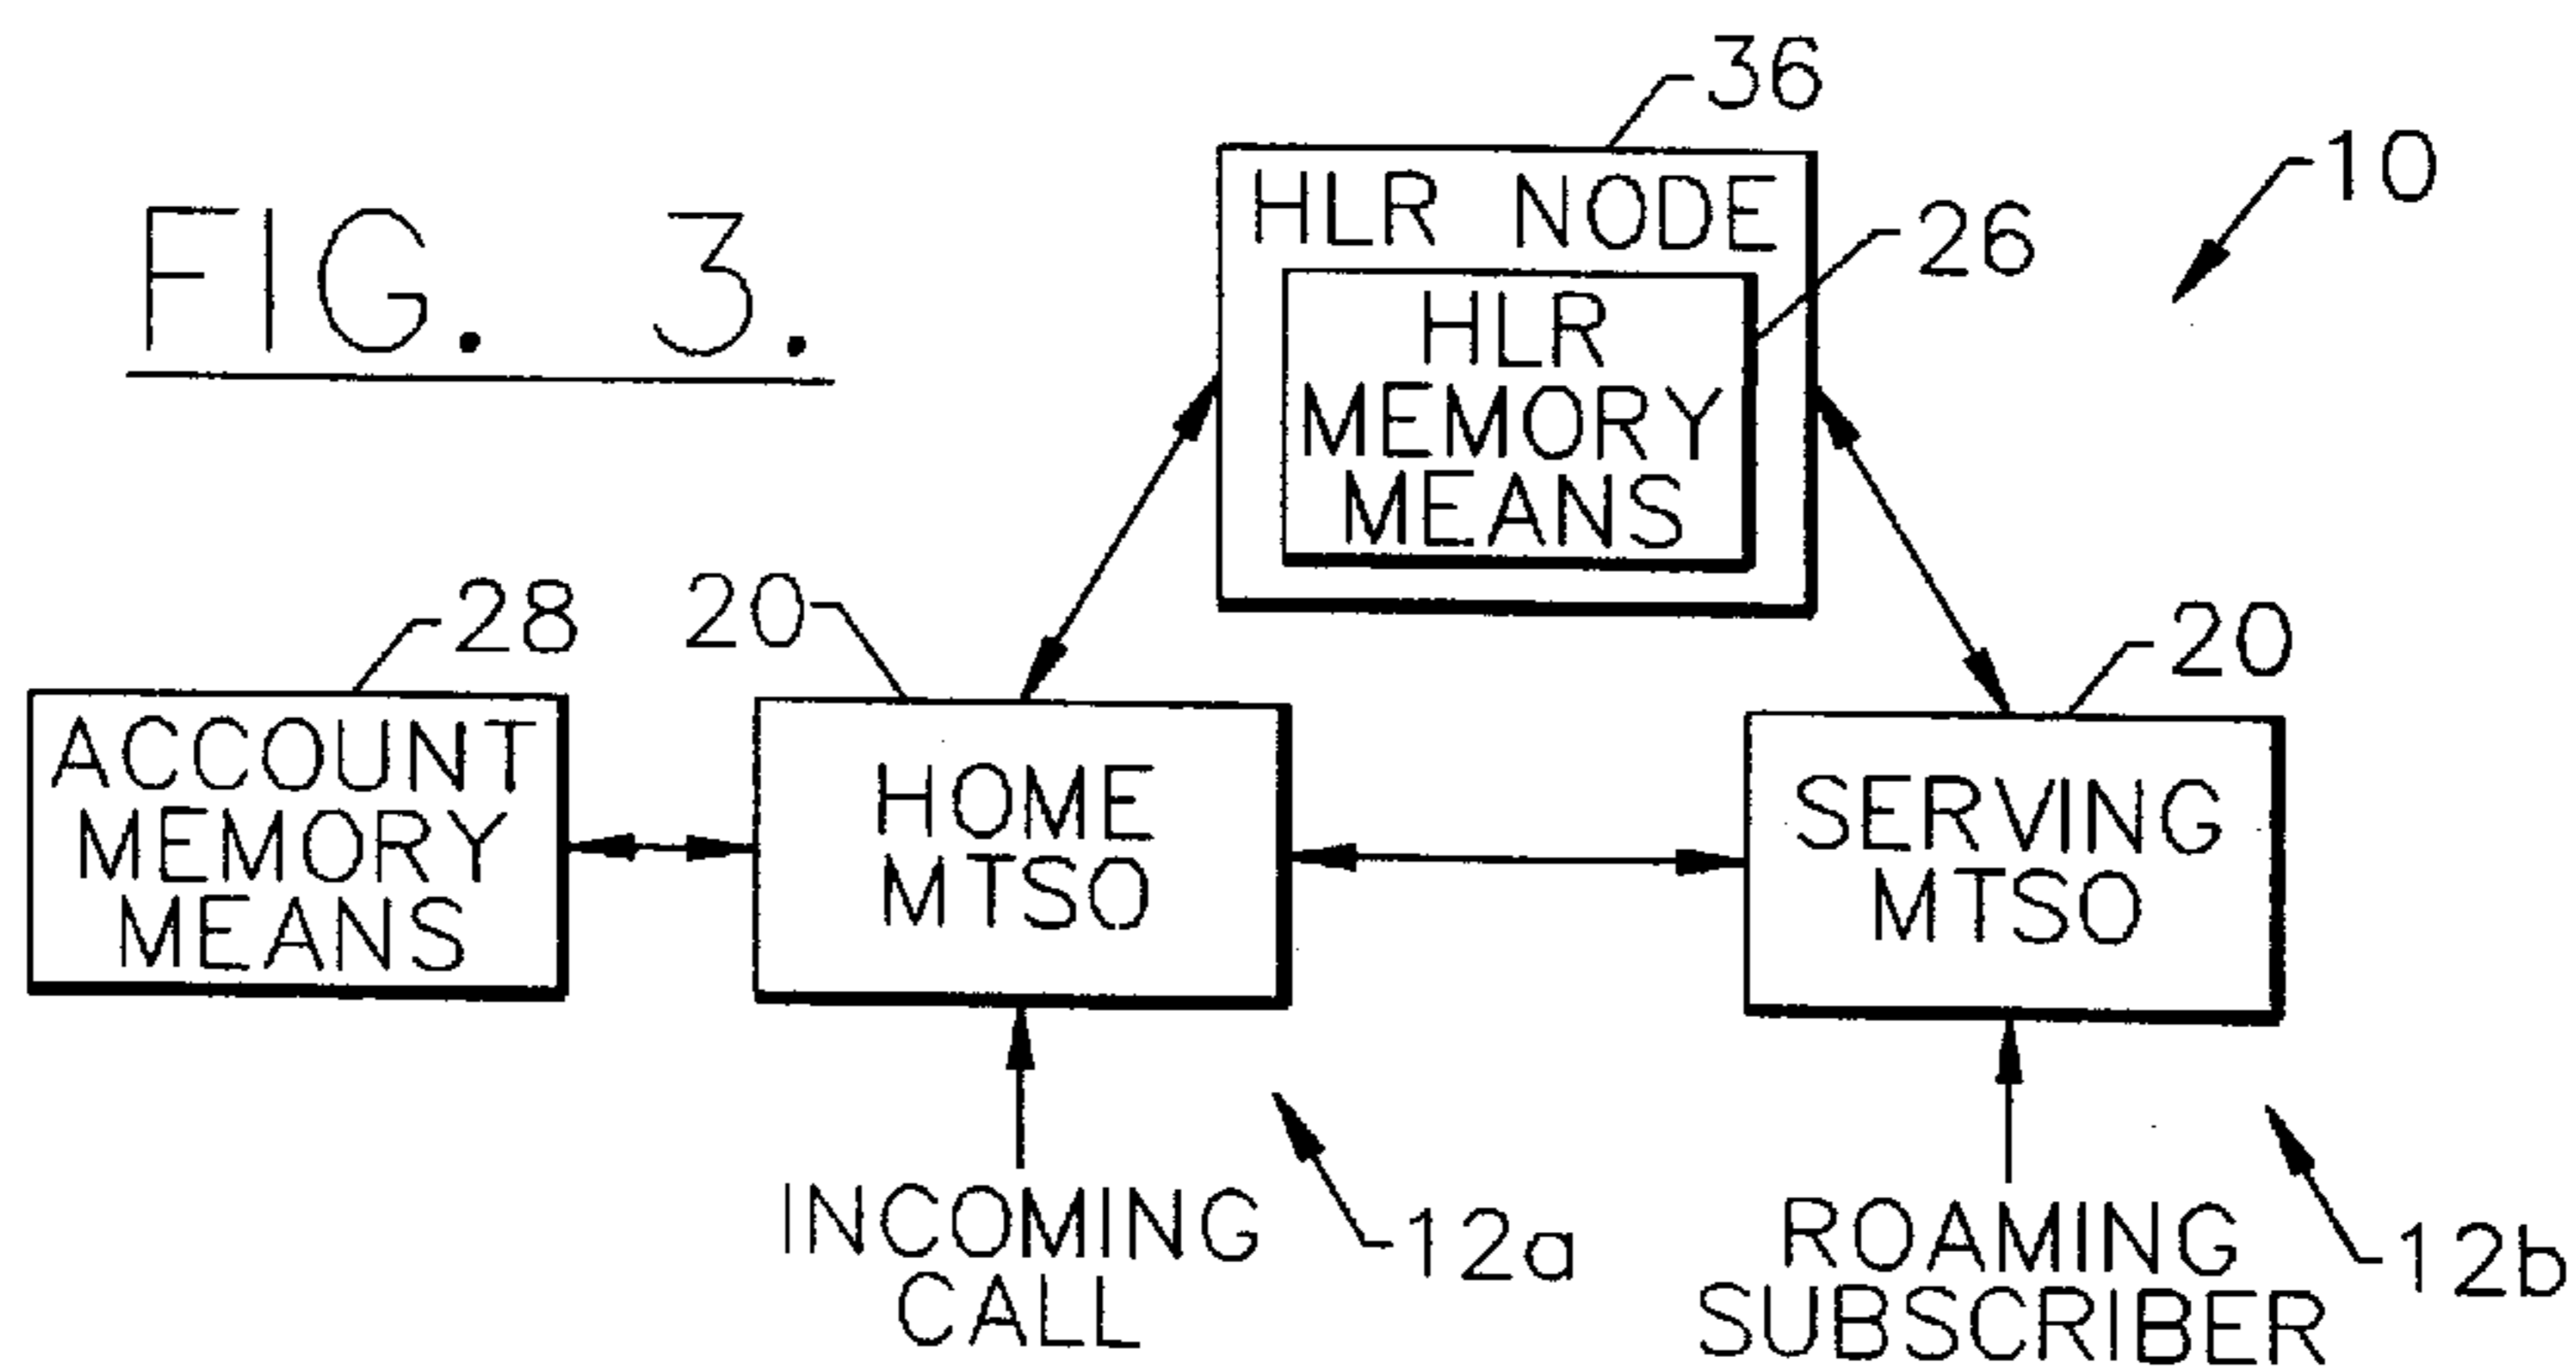 FIG. 3.
36
10
HLR NODE
26
HLR
MEMORY
MEANS
28
20
20
ACCOUNT
MEMORY
MEANS
HOME
MTSO
SERVING
MTSO
INCOMING
CALL
12a
ROAMING
SUBSCRIBER
12b